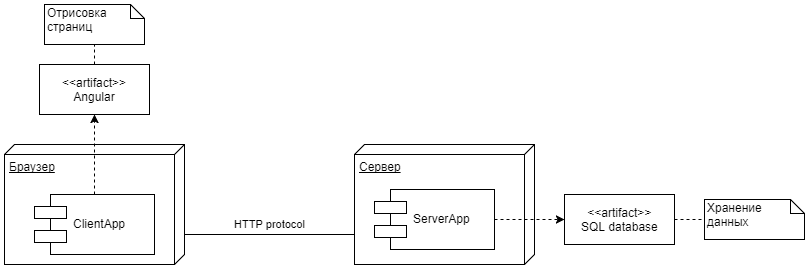 Отрисовка
страниц
<<artifact>>
Angular
Браузер
ClientApp
HTTP protocol
Сервер
ServerApp
<<artifact>>
SQL database
Хранение
данных